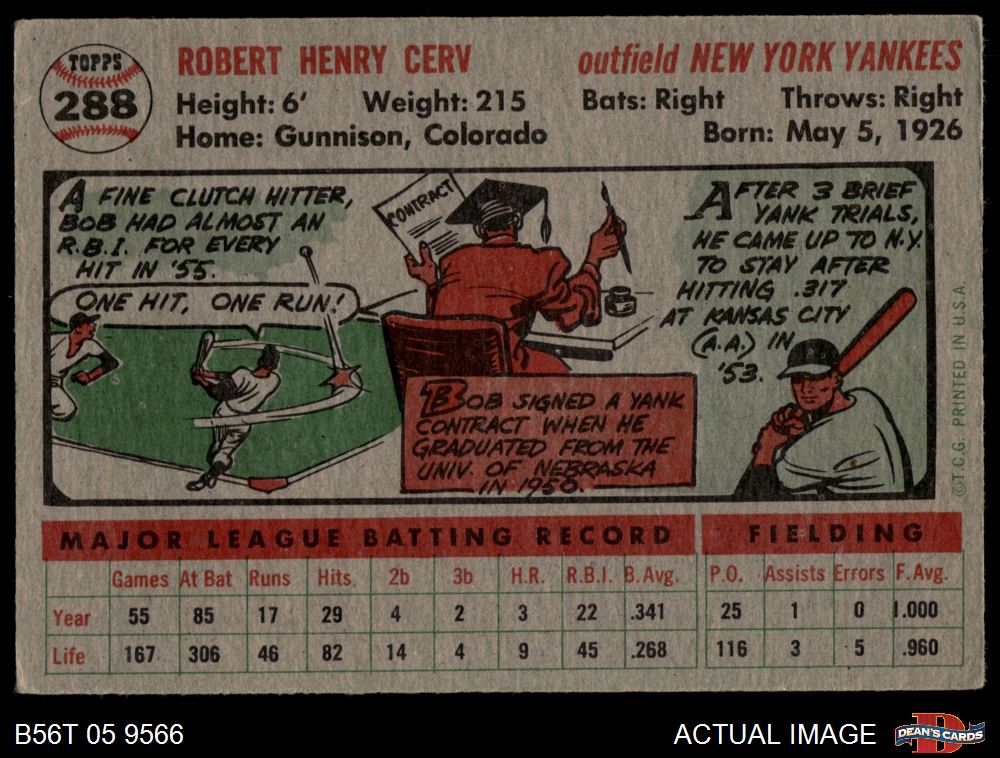 TOPPS
288
ROBERT HENRY CERV
outfield NEW YORK YANKEES
Height: 6' Weight: 215 Bats: Right Throws: Right
Home: Gunnison, Colorado Born: May 5, 1926
A FINE CLUTCH HITTER,
BOB HAD ALMOST AN
R.B.I. FOR EVERY
HIT IN '55.
ONE HIT, ONE RUN!
CONTRACT
BOB SIGNED A YANK
CONTRACT WHEN HE
GRADUATED FROM THE
UNIV. OF NEBRASKA
IN 1950.
AFTER 3 BRIEF
YANK TRIALS,
HE CAME UP TO N.Y.
TO STAY AFTER
HITTING .317
AT KANSAS CITY
(A.A.) IN
'53.
©T.C.G. PRINTED IN U.S.A.
MAJOR LEAGUE BATTING RECORD FIELDING
Games At Bat Runs Hits 2b 3b H.R. R.B.I. B.Avg. P.O. Assists Errors F.Avg.
Year 55 85 17 29 4 2 3 22 .341 25 1 0 1.000
Life 167 306 46 82 14 4 9 45 .268 116 3 5 .960
B56T 05 9566
ACTUAL IMAGE
DEAN'S CARDS